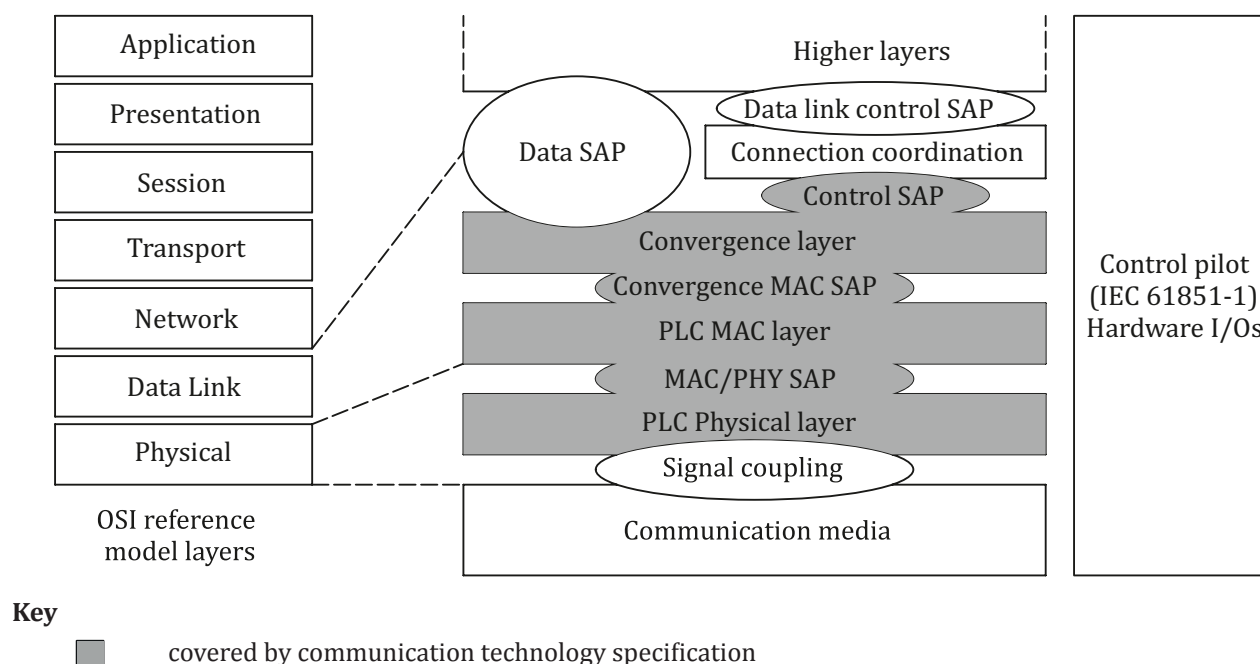 Application
Presentation
Session
Transport
Network
Data Link
Physical
OSI reference
model layers
Higher layers
Data SAP
Data link control SAP
Connection coordination
Control SAP
Convergence layer
Convergence MAC SAP
PLC MAC layer
MAC/PHY SAP
PLC Physical layer
Signal coupling
Communication media
Control pilot
(IEC 61851-1)
Hardware I/Os
Key
covered by communication technology specification